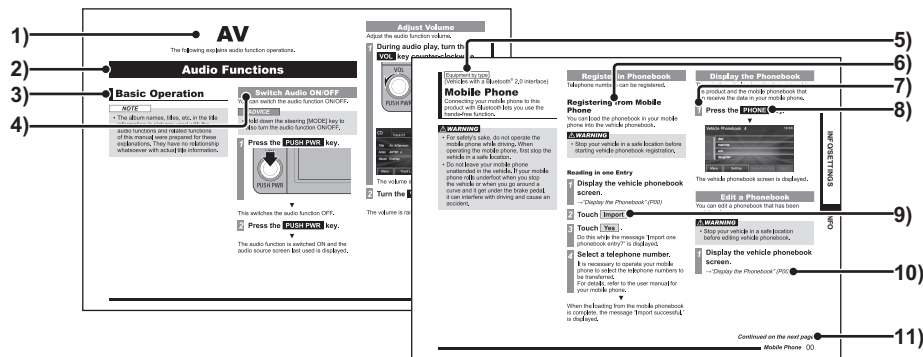 1)
AV
The following explains audio function operations.
2)
Audio Functions
3)
Basic Operation
NOTE
• The album names, titles, etc, in the title
audio functions and related functions
of this manual were prepared for these
explanations. They have no relationship
whatsoever with actual title information.
4)
Switch Audio ON/OFF
You can switch the audio function ON/OFF.
ADVICE
• Hold down the steering [MODE] key to
also turn the audio function ON/OFF.
1 Press the PUSH PWR key.
PUSH PWR
▼
This switches the audio function OFF.
2 Press the PUSH PWR key.
▼
The audio function is switched ON and the
audio source screen last used is displayed.
Adjust Volume
Adjust the audio function volume.
1 During audio play, turn the
VOL key counter-clockwise
VOL
PUSH PWR
CD
The volume is
2 Turn the
The volume is
5)
Equipment by type
(Vehicles with a Bluetooth® 2.0 interface)
Mobile Phone
Connecting your mobile phone to this
product with Bluetooth lets you use the
hands-free function.
WARNING
• For safety's sake, do not operate the
mobile phone while driving. When
operating the mobile phone, first stop the
vehicle in a safe location.
• Do not leave your mobile phone
unattended in the vehicle. If your mobile
phone rolls underfoot when you stop
the vehicle or when you go around a
curve and it get under the brake pedal,
it can interfere with driving and cause an
accident.
6)
Register in Phonebook
Telephone numbers can be registered.
Registering from Mobile
Phone
You can load the phonebook in your mobile
phone into the vehicle phonebook.
WARNING
• Stop your vehicle in a safe location before
starting vehicle phonebook registration.
Reading in one Entry
1 Display the vehicle phonebook
screen.
→"Display the Phonebook" (P00)
2 Touch Import
3 Touch Yes .
Do this while the message "Import one
phonebook entry?" is displayed.
4 Select a telephone number.
It is necessary to operate your mobile
phone to select the telephone numbers to
be transferred.
For details, refer to the user manual for
your mobile phone.
▼
When the loading from the mobile phonebook
is complete, the message "Import successful."
is displayed.
7)
Display the Phonebook
this product and the mobile phonebook that
can receive the data in your mobile phone.
8)
1 Press the PHONE
▼
Vehicle Phonebook 4
The vehicle phonebook screen is displayed.
Edit a Phonebook
You can edit a phonebook that has been
WARNING
• Stop your vehicle in a safe location
before editing vehicle phonebook.
1 Display the vehicle phonebook
screen.
→"Display the Phonebook" (P00)
9)
10)
INFO/SETTINGS
INFO
Continued on the next page
11)
Mobile Phone 00